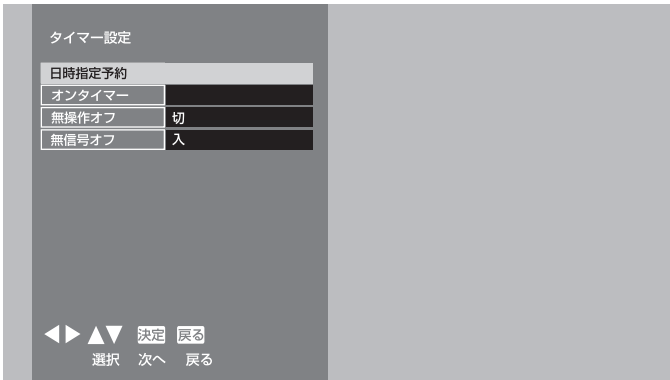 タイマー設定
日時指定予約
オンタイマー
無操作オフ 切
無信号オフ 入
決定 戻る
選択 次へ 戻る